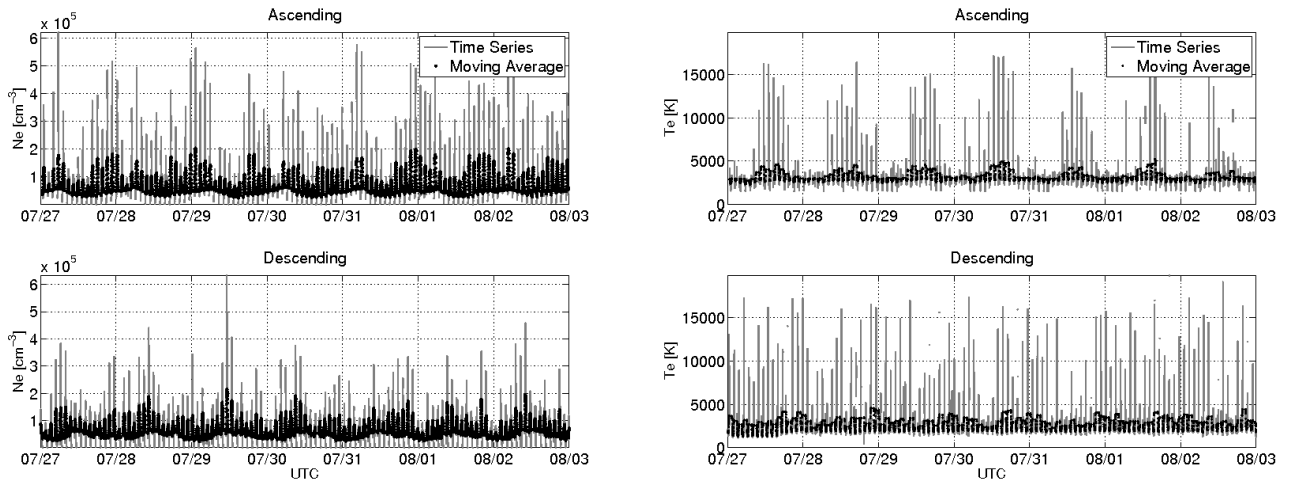 Ascending
x 10⁵
Ne [cm⁻³]
6
5
4
3
2
1
Time Series
Moving Average
07/27 07/28 07/29 07/30 07/31 08/01 08/02 08/03
Ascending
Te [K]
15000
10000
5000
0
Time Series
Moving Average
07/27 07/28 07/29 07/30 07/31 08/01 08/02 08/03
Descending
x 10⁵
Ne [cm⁻³]
6
5
4
3
2
1
07/27 07/28 07/29 07/30 07/31 08/01 08/02 08/03
UTC
Descending
Te [K]
15000
10000
5000
0
07/27 07/28 07/29 07/30 07/31 08/01 08/02 08/03
UTC